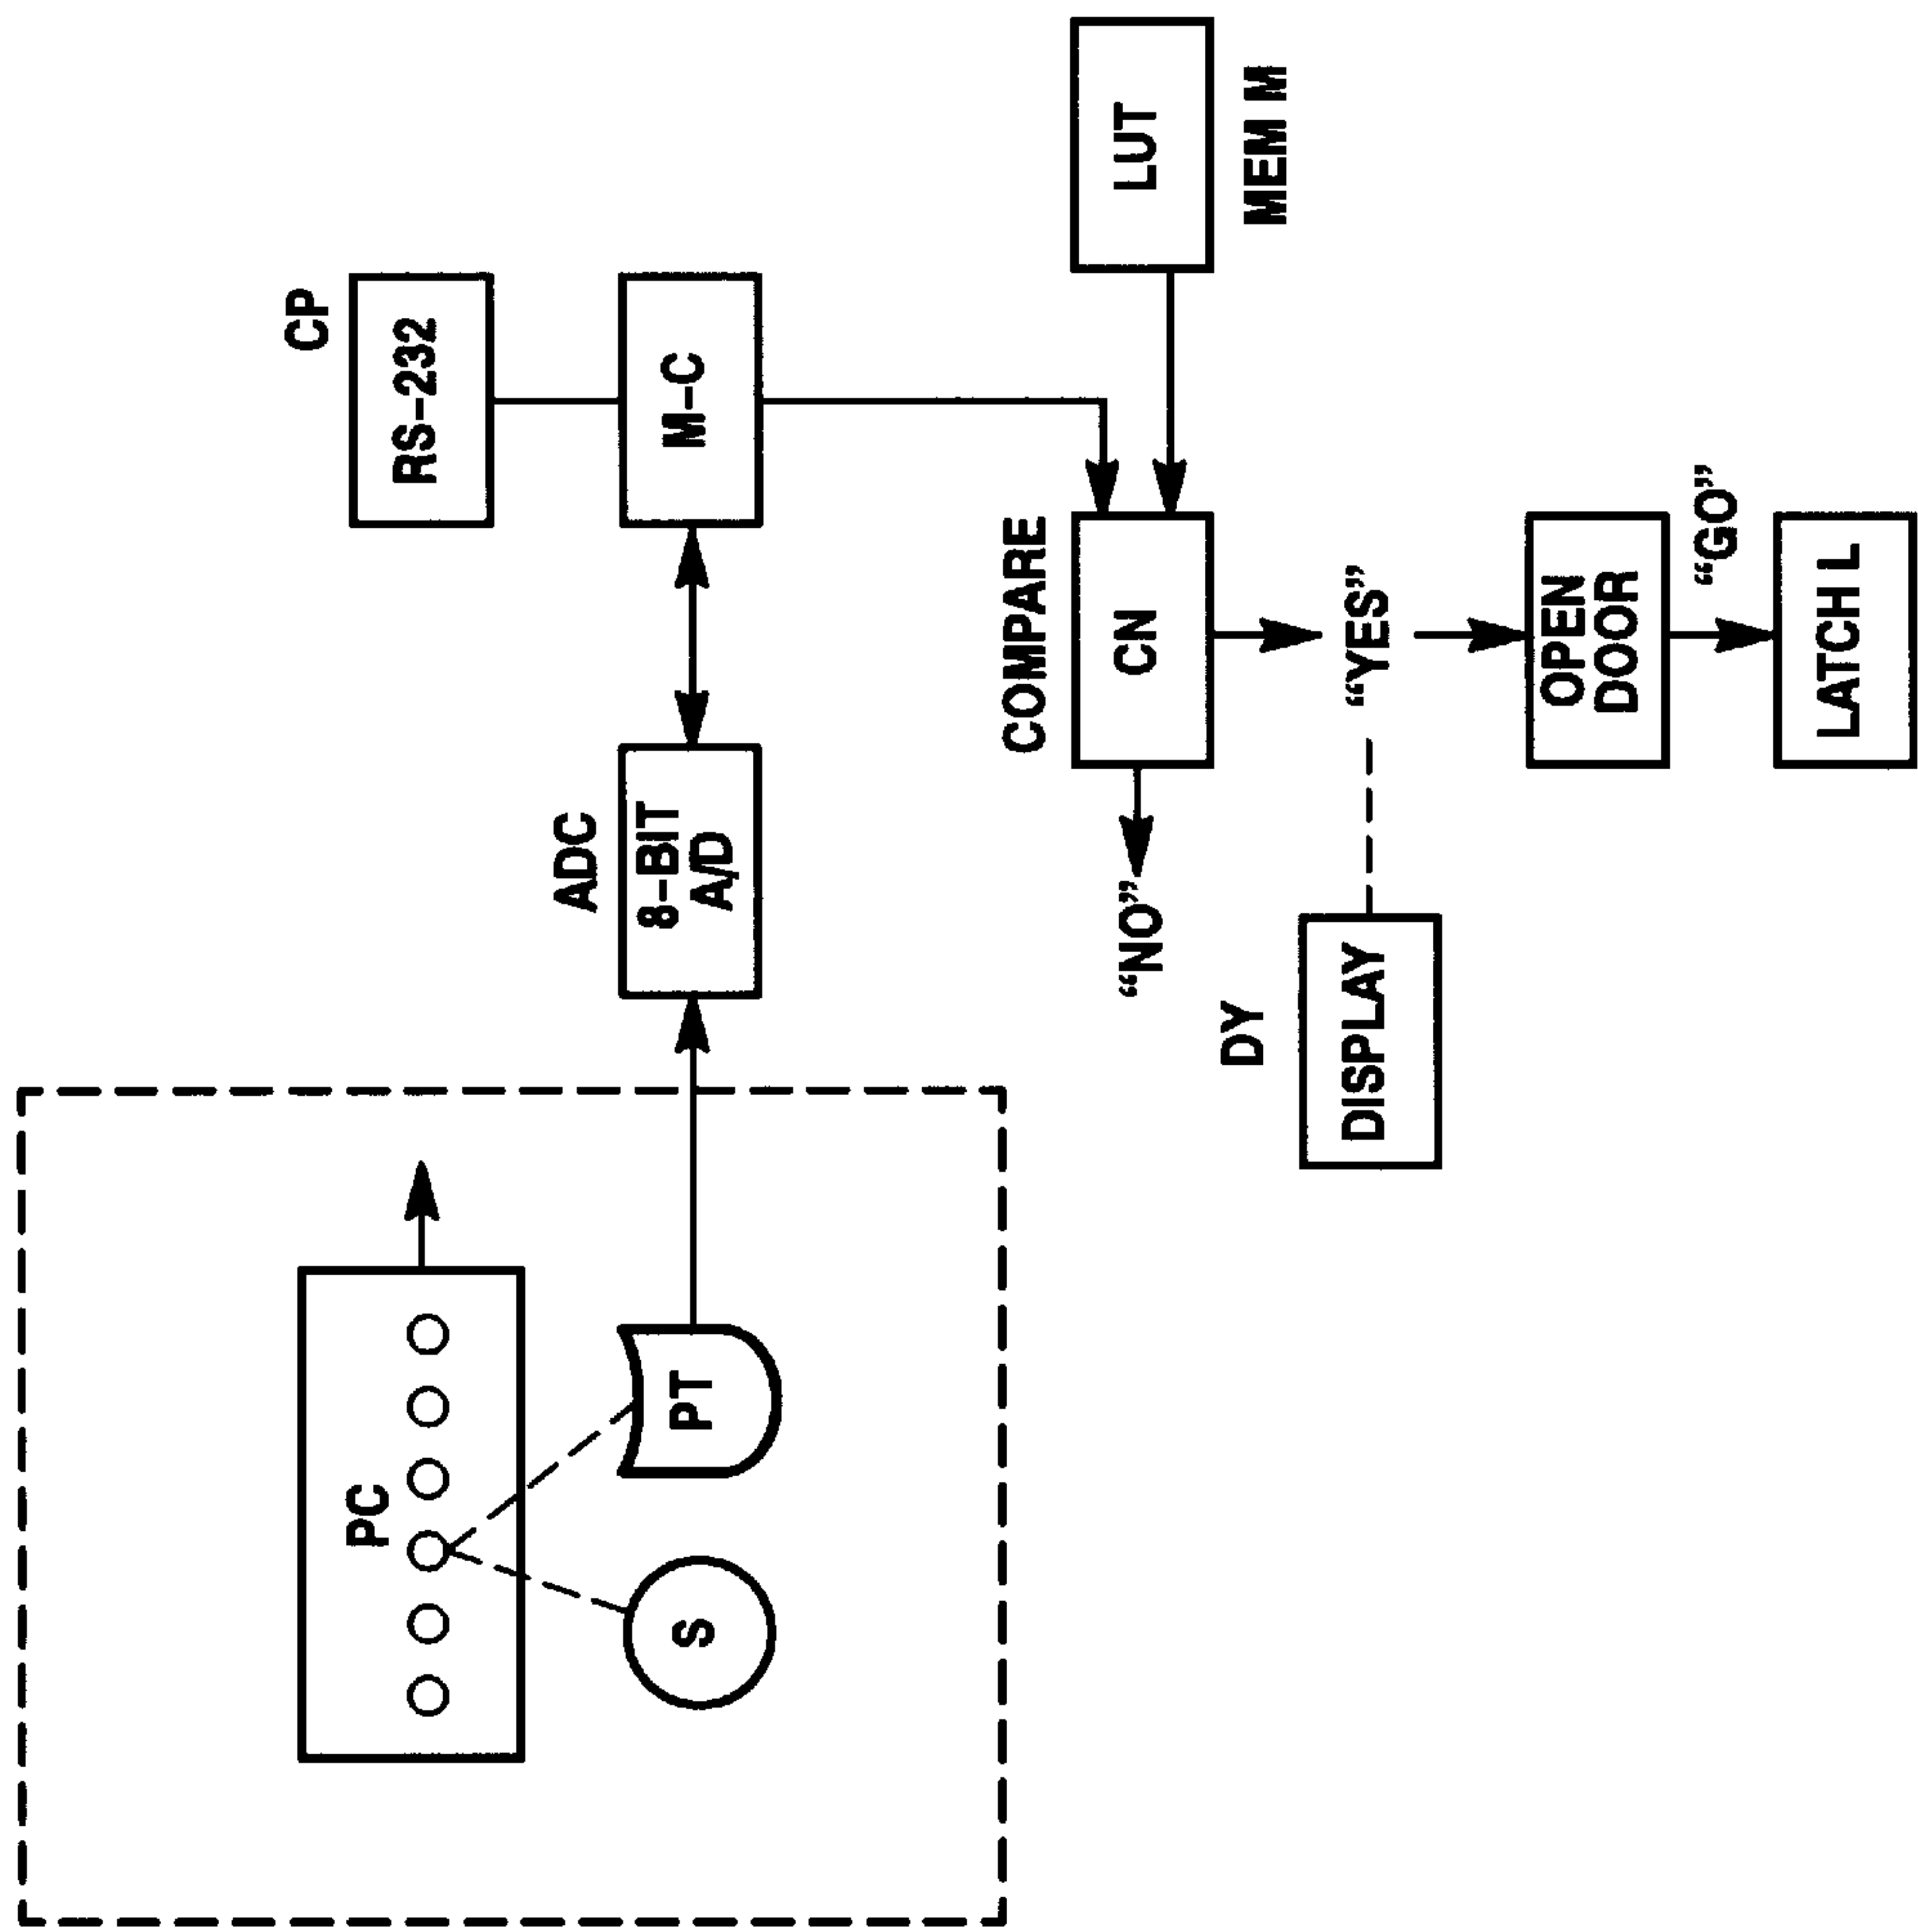 PC
S
PT
ADC
8-BIT
A/D
CP
RS-232
M-C
COMPARE
CN
LUT
MEM M
"NO"
"YES"
DY
DISPLAY
OPEN
DOOR
"GO"
LATCH L